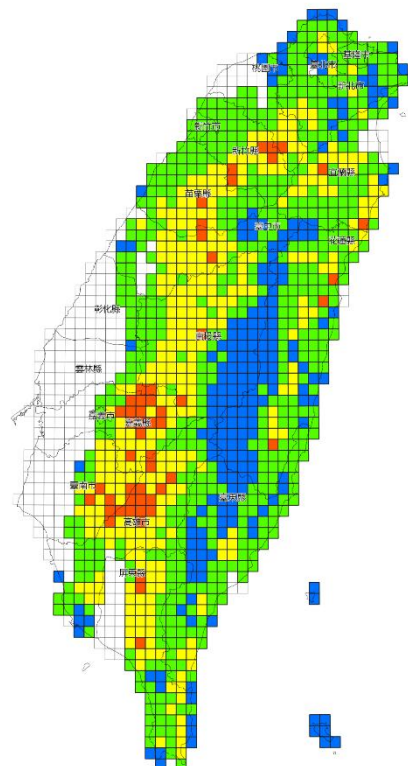 基隆市
臺北市
桃園市
新北市
新竹市
新竹縣
宜蘭縣
苗栗縣
臺中市
花蓮縣
彰化縣
南投縣
雲林縣
嘉義市
嘉義縣
臺南市
臺東縣
高雄市
屏東縣